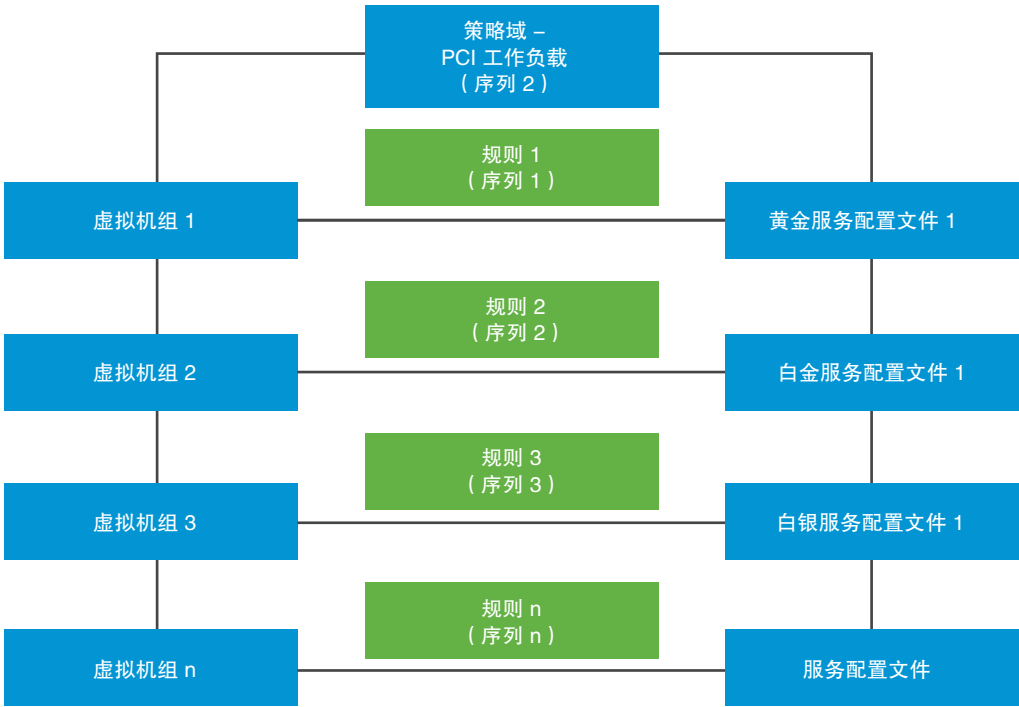 策略域 –
PCI 工作负载
（序列 2）
规则 1
（序列 1）
虚拟机组 1
黄金服务配置文件 1
规则 2
（序列 2）
虚拟机组 2
白金服务配置文件 1
规则 3
（序列 3）
虚拟机组 3
白银服务配置文件 1
规则 n
（序列 n）
虚拟机组 n
服务配置文件